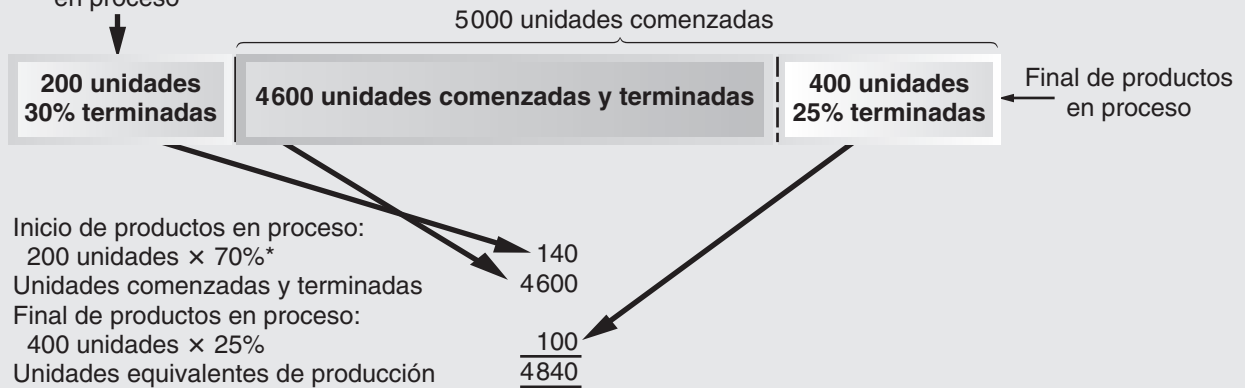 en proceso
5000 unidades comenzadas
200 unidades
30% terminadas
4600 unidades comenzadas y terminadas
400 unidades
25% terminadas
Final de productos
en proceso
Inicio de productos en proceso:
200 unidades × 70%* 140
Unidades comenzadas y terminadas 4600
Final de productos en proceso:
400 unidades × 25% 100
Unidades equivalentes de producción 4840